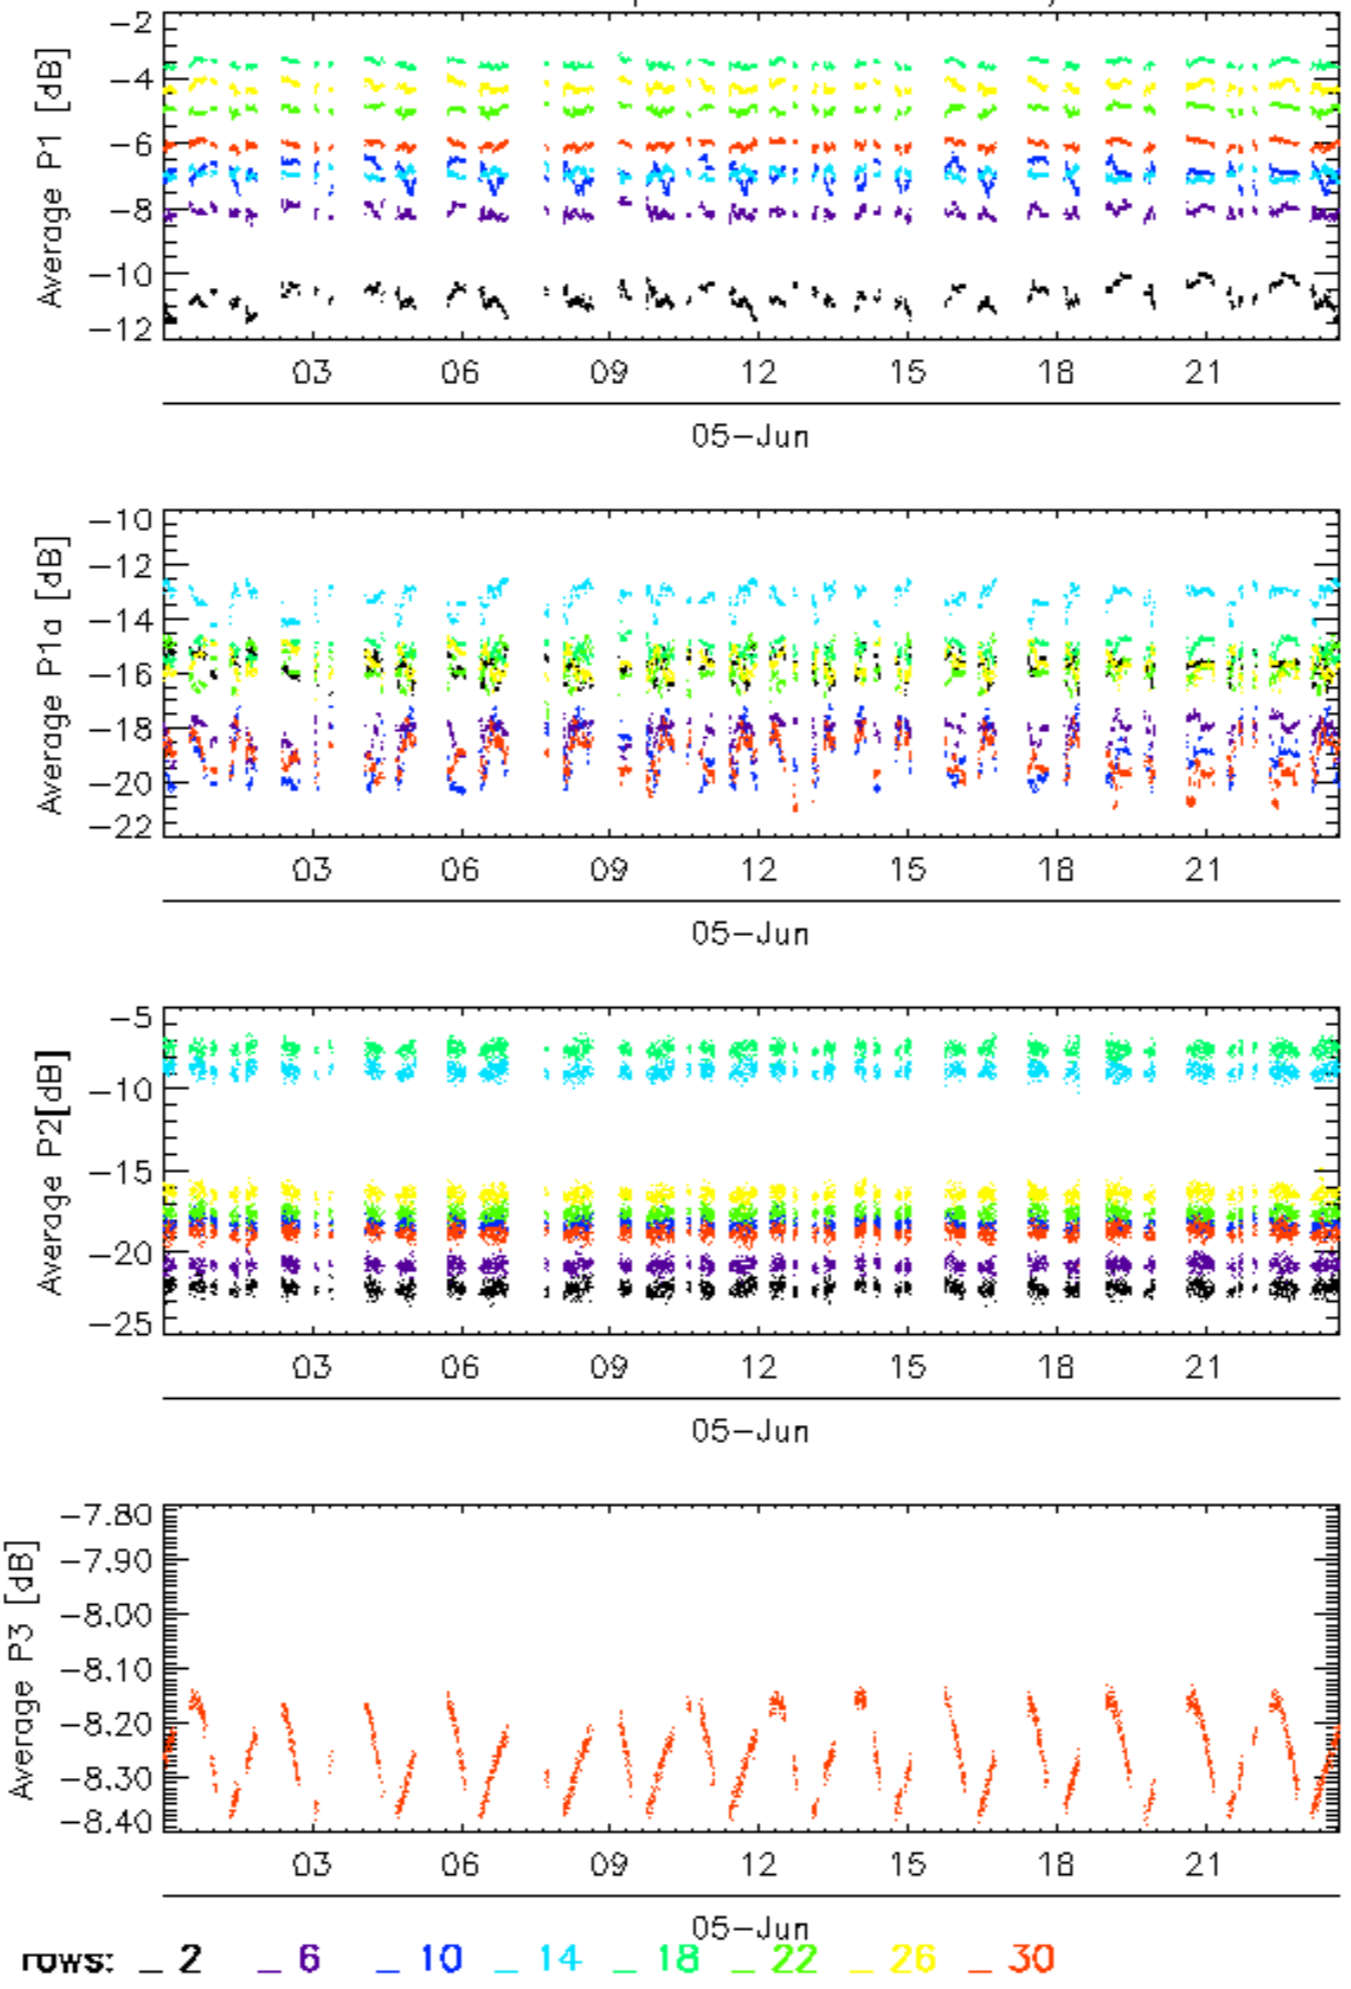 Average P1 [dB]
-2
-4
-6
-8
-10
-12
03 06 09 12 15 18 21
05-Jun
Average P1a [dB]
-10
-12
-14
-16
-18
-20
-22
03 06 09 12 15 18 21
05-Jun
Average P2[dB]
-5
-10
-15
-20
-25
03 06 09 12 15 18 21
05-Jun
Average P3 [dB]
-7.80
-7.90
-8.00
-8.10
-8.20
-8.30
-8.40
03 06 09 12 15 18 21
05-Jun
rows: _ 2 _ 6 _ 10 _ 14 _ 18 _ 22 _ 26 _ 30